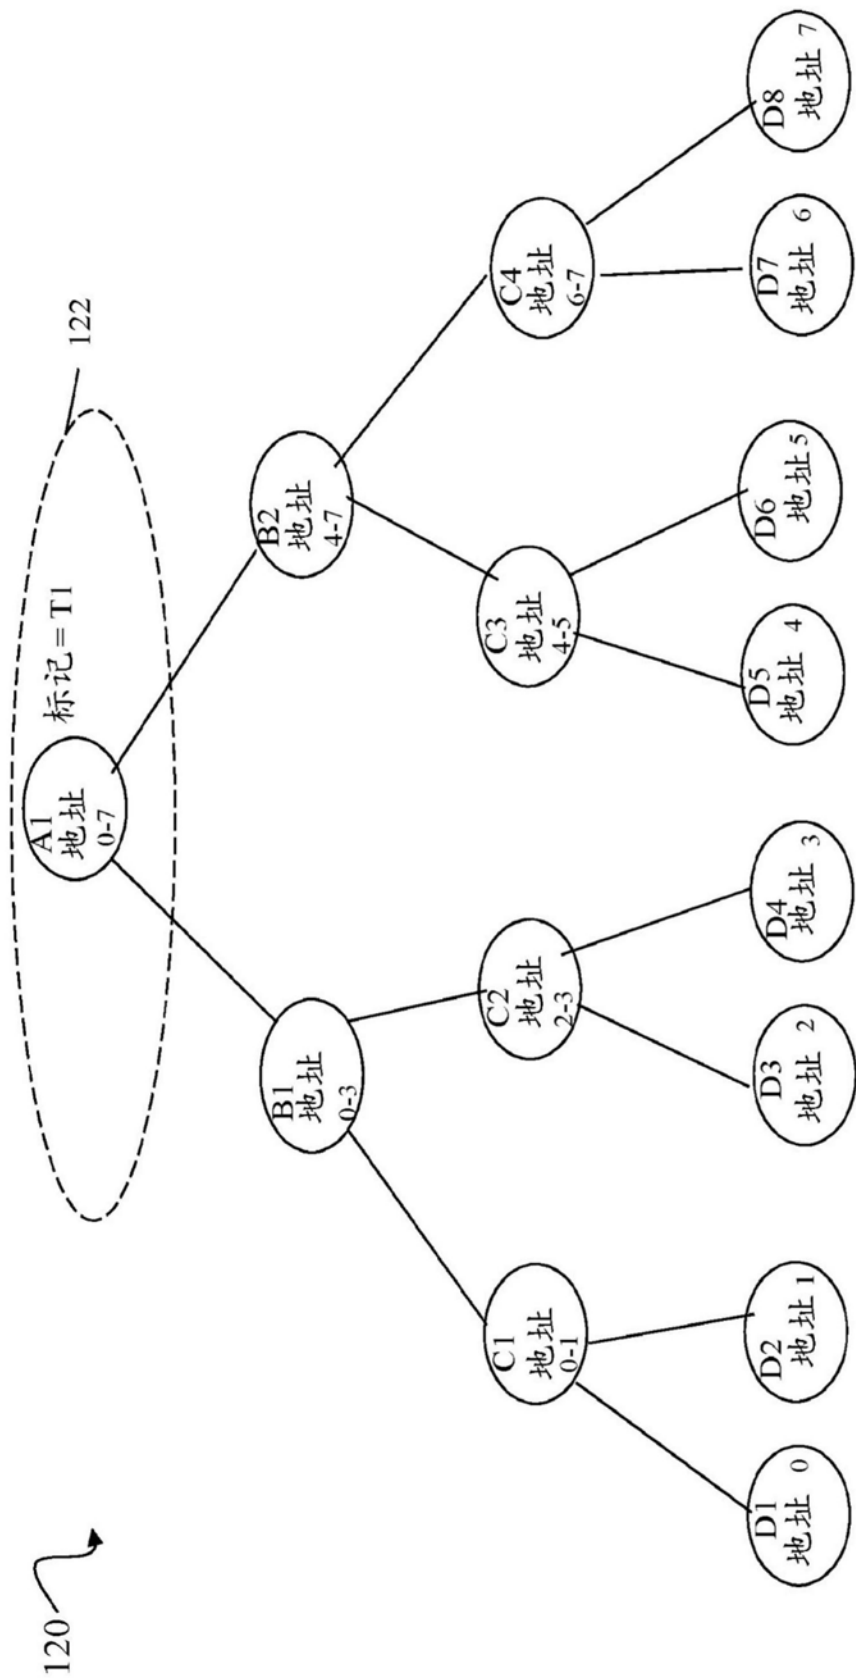 120
122
A1
地址
0-7
标记=T1
B1
地址
0-3
B2
地址
4-7
C1
地址
0-1
C2
地址
2-3
C3
地址
4-5
C4
地址
6-7
D1
地址 0
D2
地址 1
D3
地址 2
D4
地址 3
D5
地址 4
D6
地址 5
D7
地址 6
D8
地址 7